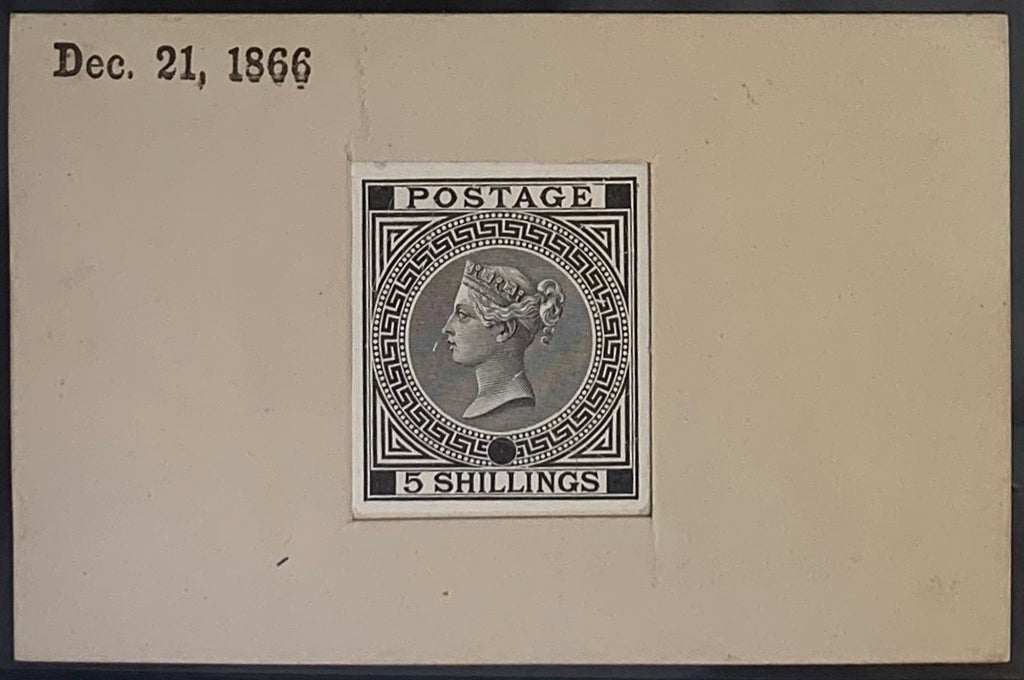 Dec. 21, 1866
POSTAGE
5 SHILLINGS